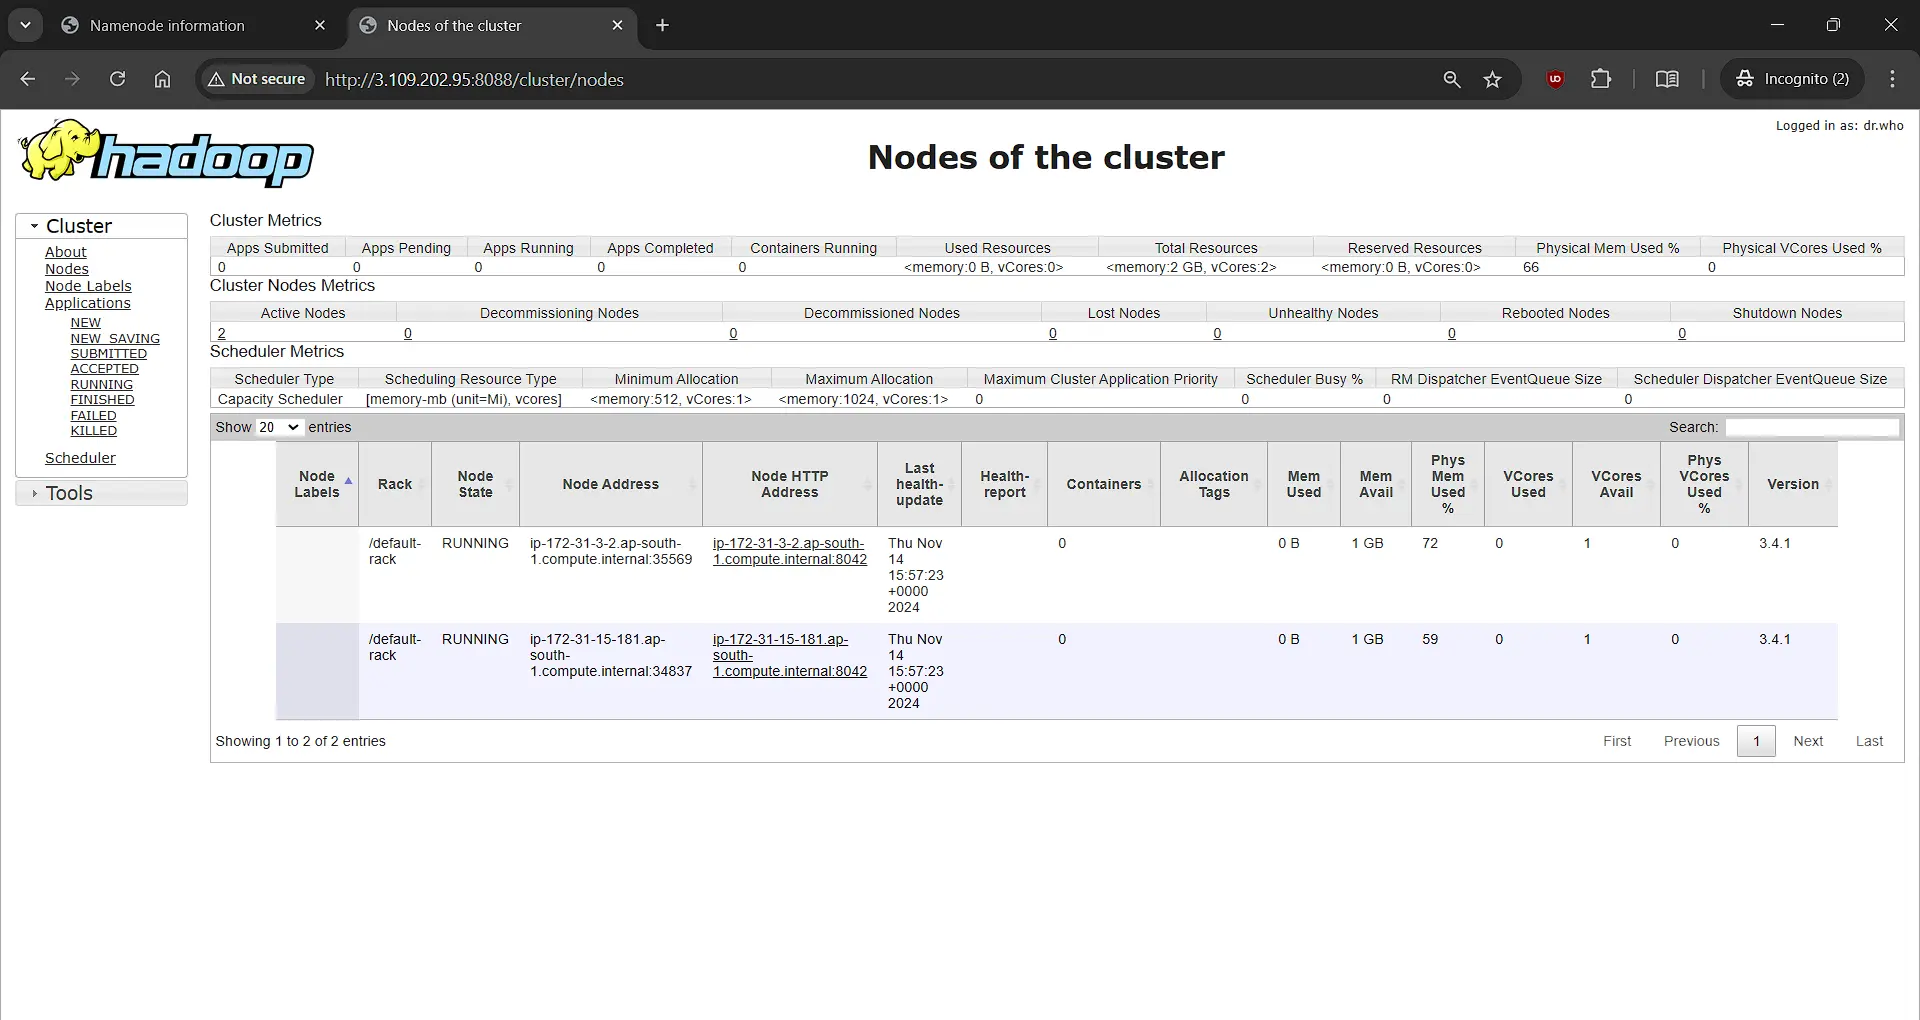 Namenode information
Nodes of the cluster
Not secure
http://3.109.202.95:8088/cluster/nodes
Incognito (2)
hadoop
Nodes of the cluster
Logged in as: dr.who
Cluster
About
Nodes
Node Labels
Applications
NEW
NEW_SAVING
SUBMITTED
ACCEPTED
RUNNING
FINISHED
FAILED
KILLED
Scheduler
Tools
Cluster Metrics
Apps Submitted Apps Pending Apps Running Apps Completed Containers Running Used Resources Total Resources Reserved Resources Physical Mem Used % Physical VCores Used %
0 0 0 0 0 <memory:0 B, vCores:0> <memory:2 GB, vCores:2> <memory:0 B, vCores:0> 66 0
Cluster Nodes Metrics
Active Nodes Decommissioning Nodes Decommissioned Nodes Lost Nodes Unhealthy Nodes Rebooted Nodes Shutdown Nodes
2 0 0 0 0 0 0
Scheduler Metrics
Scheduler Type Scheduling Resource Type Minimum Allocation Maximum Allocation Maximum Cluster Application Priority Scheduler Busy % RM Dispatcher EventQueue Size Scheduler Dispatcher EventQueue Size
Capacity Scheduler [memory-mb (unit=Mi), vcores] <memory:512, vCores:1> <memory:1024, vCores:1> 0 0 0 0
Show 20 entries Search:
Node Labels Rack Node State Node Address Node HTTP Address Last health-update Health-report Containers Allocation Tags Mem Used Mem Avail Phys Mem Used % VCores Used VCores Avail Phys VCores Used % Version
/default-rack RUNNING ip-172-31-3-2.ap-south-1.compute.internal:35569 ip-172-31-3-2.ap-south-1.compute.internal:8042 Thu Nov 14 15:57:23 +0000 2024 0 0 B 1 GB 72 0 1 0 3.4.1
/default-rack RUNNING ip-172-31-15-181.ap-south-1.compute.internal:34837 ip-172-31-15-181.ap-south-1.compute.internal:8042 Thu Nov 14 15:57:23 +0000 2024 0 0 B 1 GB 59 0 1 0 3.4.1
Showing 1 to 2 of 2 entries
First Previous 1 Next Last